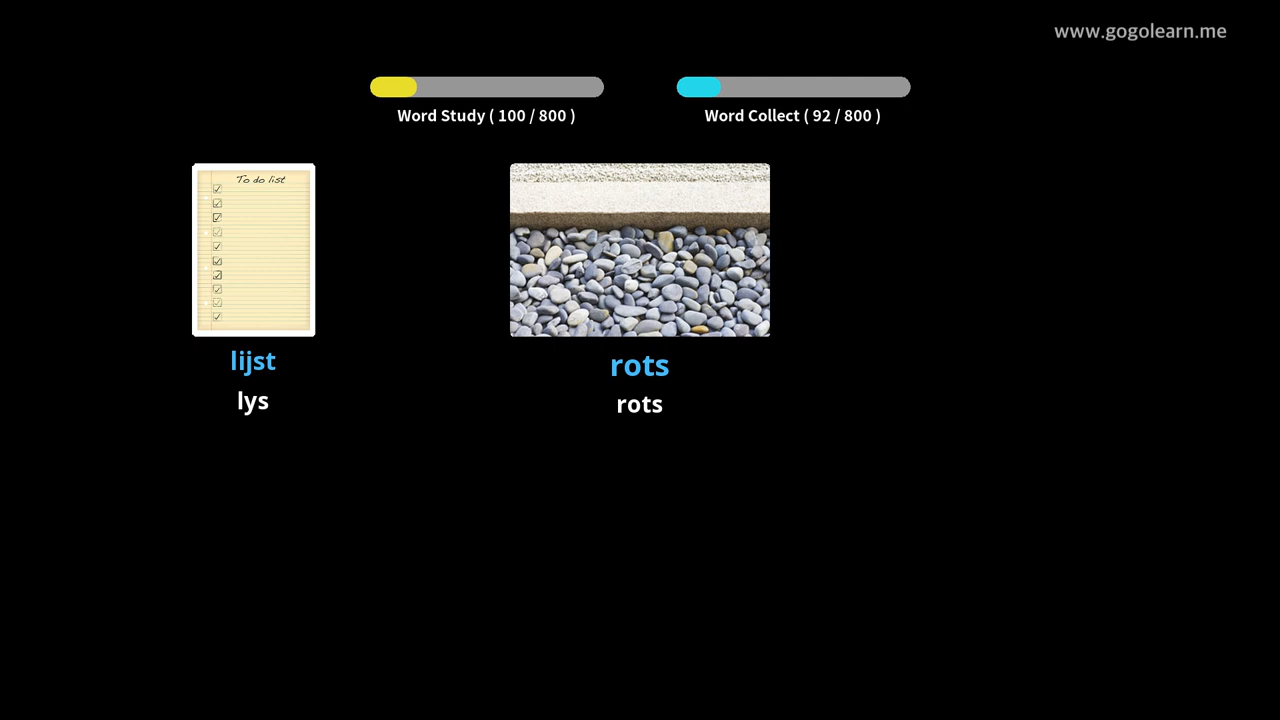 www.gogolearn.me
Word Study ( 100 / 800 )
Word Collect ( 92 / 800 )
To do list
lijst
lys
rots
rots